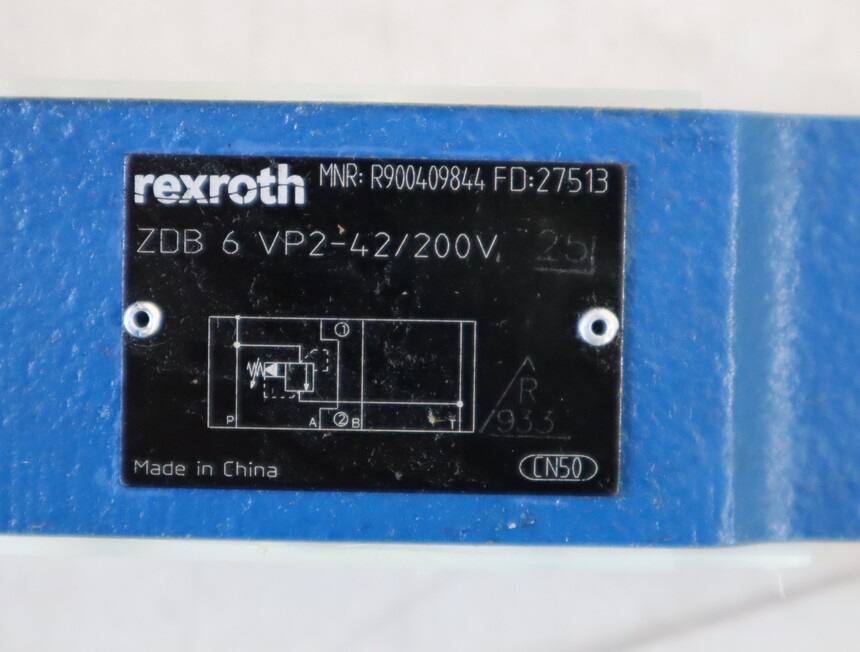 rexroth MNR: R900409844 FD:27513
ZDB 6 VP2-42/200V 25
1
P A 2 B T
R
933
Made in China CN50